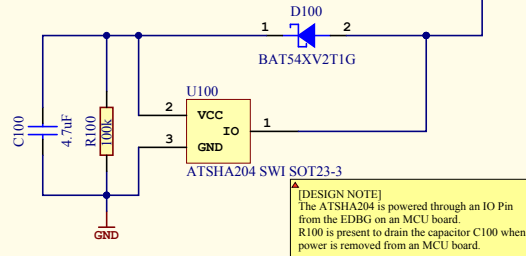 D100
1
2
BAT54XV2T1G
U100
2
VCC
IO
1
3
GND
ATSHA204 SWI SOT23-3
C100
4.7uF
R100
100k
GND
[DESIGN NOTE]
The ATSHA204 is powered through an IO Pin
from the EDBG on an MCU board.
R100 is present to drain the capacitor C100 when
power is removed from an MCU board.